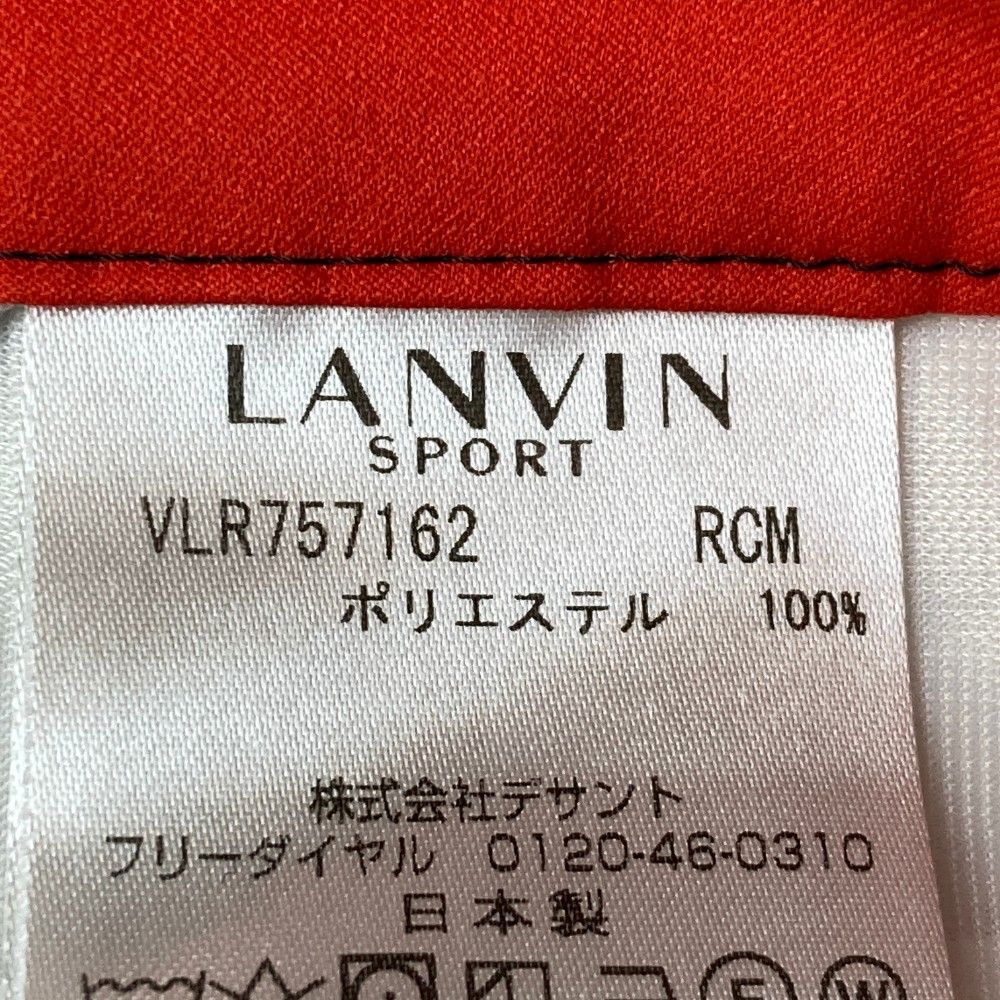 LANVIN
SPORT
VLR757162 RCM
ポリエステル 100%
株式会社デサント
フリーダイヤル 0120-46-0310
日本製